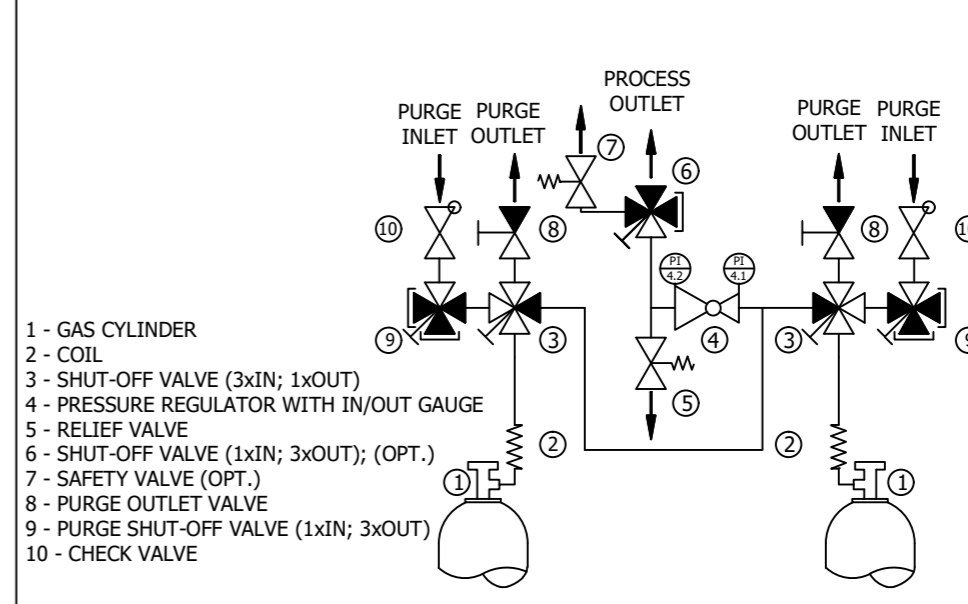 PROCESS
OUTLET
PURGE PURGE
INLET OUTLET
PURGE PURGE
OUTLET INLET
7
6
10
8
8
PI
4.2
PI
4.1
9
3
4
3
1 - GAS CYLINDER
2 - COIL
3 - SHUT-OFF VALVE (3xIN; 1xOUT)
4 - PRESSURE REGULATOR WITH IN/OUT GAUGE
5 - RELIEF VALVE
6 - SHUT-OFF VALVE (1xIN; 3xOUT); (OPT.)
7 - SAFETY VALVE (OPT.)
8 - PURGE OUTLET VALVE
9 - PURGE SHUT-OFF VALVE (1xIN; 3xOUT)
10 - CHECK VALVE
5
2
2
1
1